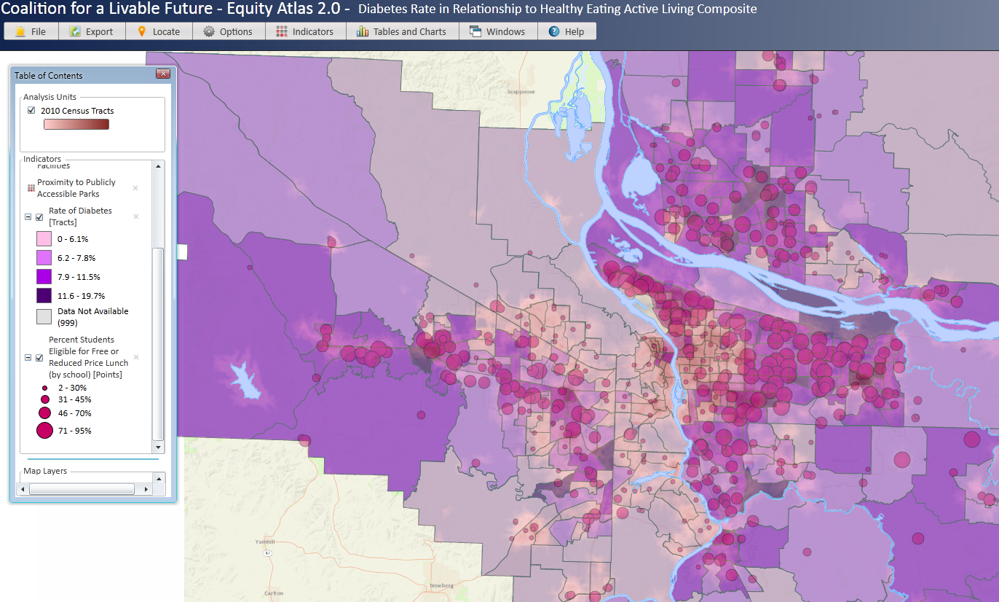 Coalition for a Livable Future - Equity Atlas 2.0 - Diabetes Rate in Relationship to Healthy Eating Active Living Composite
File Export Locate Options Indicators Tables and Charts Windows Help
Table of Contents
Analysis Units
2010 Census Tracts
Indicators
Facilities
Proximity to Publicly
Accessible Parks
Rate of Diabetes
[Tracts]
0 - 6.1%
6.2 - 7.8%
7.9 - 11.5%
11.6 - 19.7%
Data Not Available
(999)
Percent Students
Eligible for Free or
Reduced Price Lunch
(by school) [Points]
2 - 30%
31 - 45%
46 - 70%
71 - 95%
Map Layers
Scappoose
Yamhill
47
Newberg
Carlton